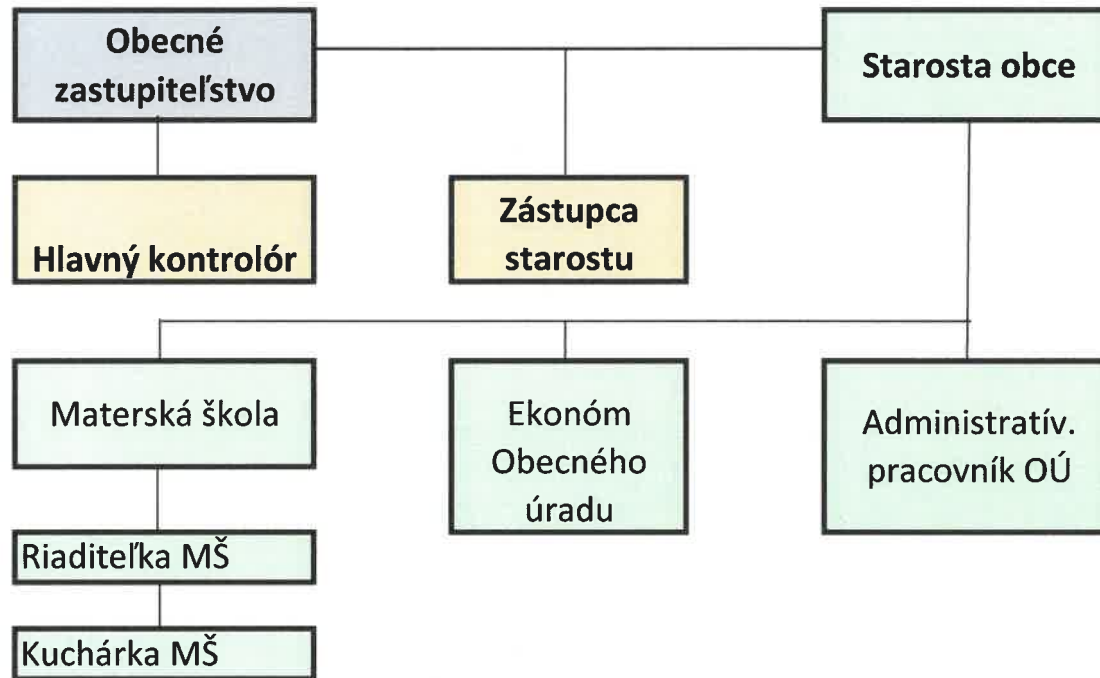 Obecné
zastupiteľstvo
Starosta obce
Hlavný kontrolór
Zástupca
starostu
Materská škola
Ekonóm
Obecného
úradu
Administratív.
pracovník OÚ
Riaditeľka MŠ
Kuchárka MŠ